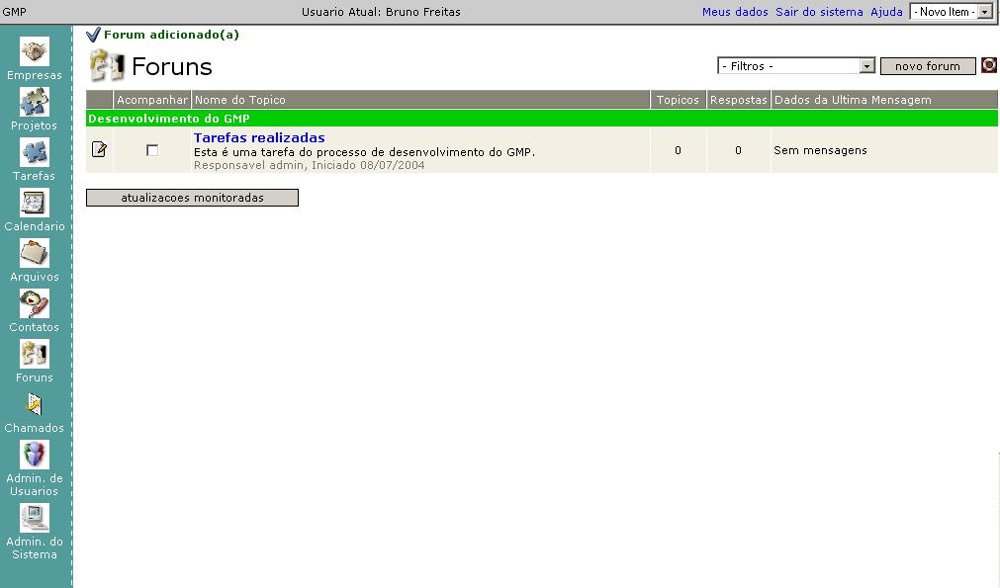 GMP
Usuario Atual: Bruno Freitas
Meus dados Sair do sistema Ajuda - Novo Item -
Forum adicionado(a)
Foruns
- Filtros -
novo forum
Acompanhar Nome do Topico Topicos Respostas Dados da Ultima Mensagem
Desenvolvimento do GMP
Tarefas realizadas
Esta é uma tarefa do processo de desenvolvimento do GMP.
Responsavel admin, Iniciado 08/07/2004
0 0 Sem mensagens
atualizacoes monitoradas
Empresas
Projetos
Tarefas
Calendario
Arquivos
Contatos
Foruns
Chamados
Admin. de
Usuarios
Admin. do
Sistema